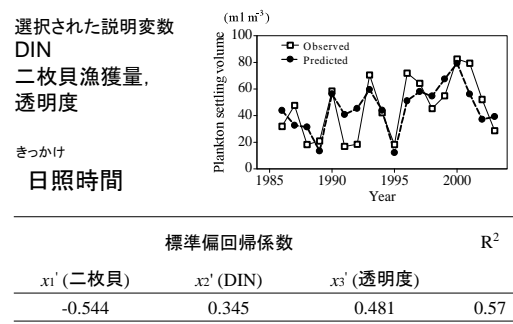 選択された説明変数
DIN
二枚貝漁獲量,
透明度
きっかけ
日照時間
(ml m⁻³)
Plankton settling volume
100
80
60
40
20
0
Observed
Predicted
1985 1990 1995 2000
Year
標準偏回帰係数 R²
x₁' (二枚貝) x₂' (DIN) x₃' (透明度)
-0.544 0.345 0.481 0.57